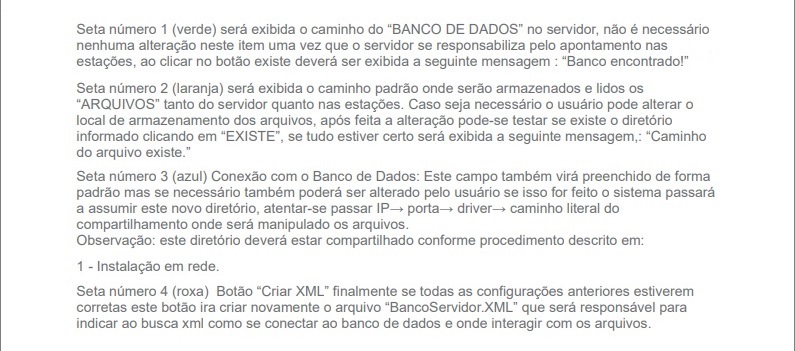 Seta número 1 (verde) será exibida o caminho do “BANCO DE DADOS” no servidor, não é necessário
nenhuma alteração neste item uma vez que o servidor se responsabiliza pelo apontamento nas
estações, ao clicar no botão existe deverá ser exibida a seguinte mensagem : “Banco encontrado!”
Seta número 2 (laranja) será exibida o caminho padrão onde serão armazenados e lidos os
“ARQUIVOS” tanto do servidor quanto nas estações. Caso seja necessário o usuário pode alterar o
local de armazenamento dos arquivos, após feita a alteração pode-se testar se existe o diretório
informado clicando em “EXISTE”, se tudo estiver certo será exibida a seguinte mensagem,: “Caminho
do arquivo existe.”
Seta número 3 (azul) Conexão com o Banco de Dados: Este campo também virá preenchido de forma
padrão mas se necessário também poderá ser alterado pelo usuário se isso for feito o sistema passará
a assumir este novo diretório, atentar-se passar IP→ porta→ driver→ caminho literal do
compartilhamento onde será manipulado os arquivos.
Observação: este diretório deverá estar compartilhado conforme procedimento descrito em:
1 - Instalação em rede.
Seta número 4 (roxa)  Botão “Criar XML” finalmente se todas as configurações anteriores estiverem
corretas este botão ira criar novamente o arquivo “BancoServidor.XML” que será responsável para
indicar ao busca xml como se conectar ao banco de dados e onde interagir com os arquivos.